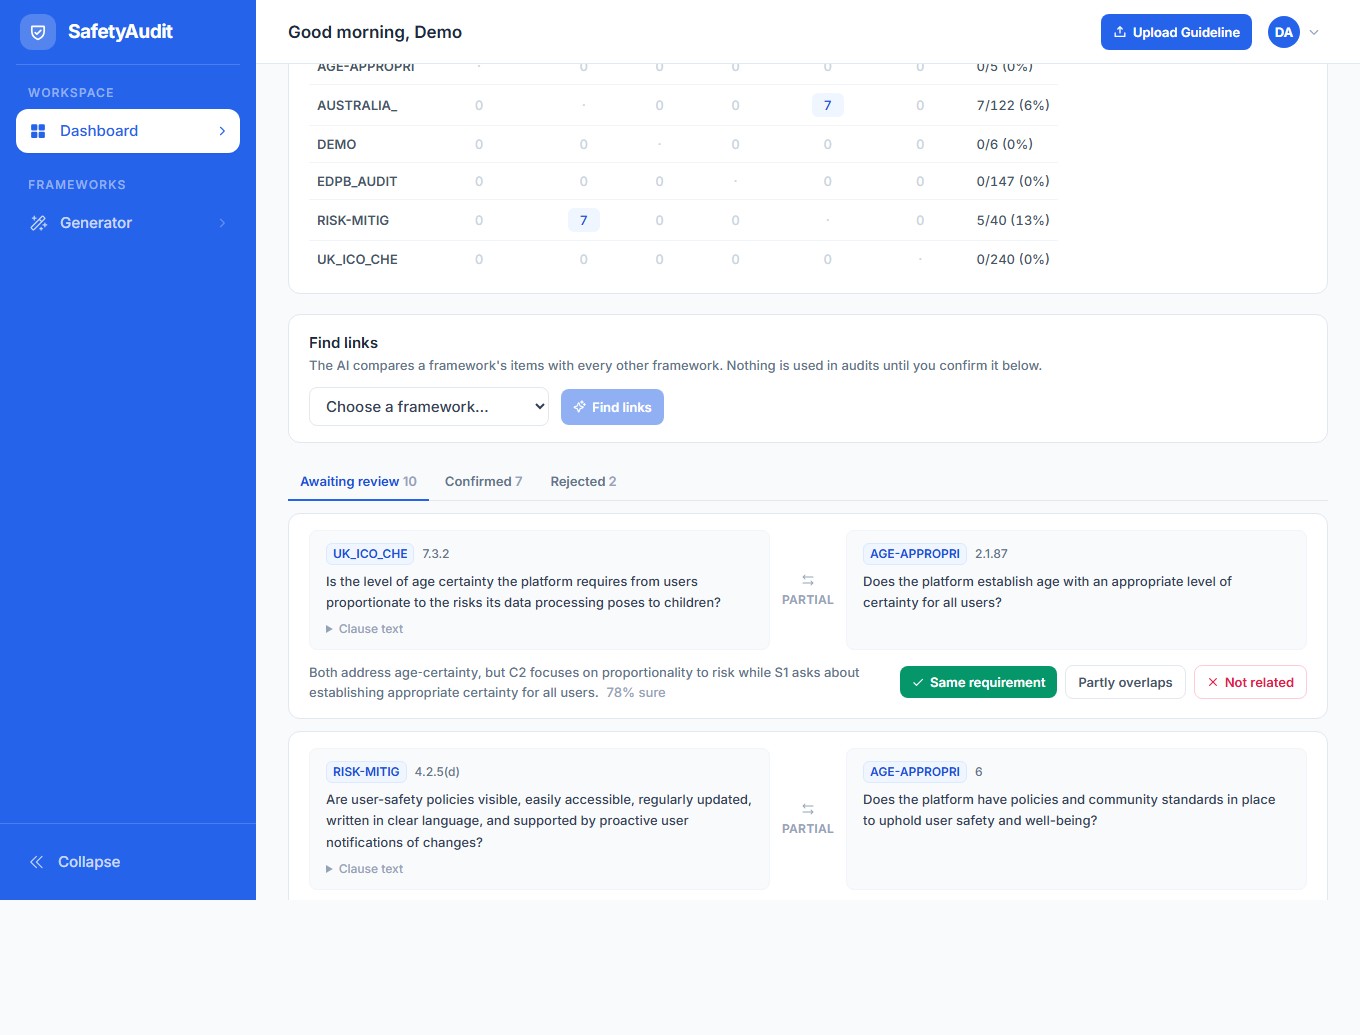 SafetyAudit
Good morning, Demo
Upload Guideline
DA
WORKSPACE
Dashboard
FRAMEWORKS
Generator
Collapse
AGE-APPROPRI · 0 0 0 0 0 0/5 (0%)
AUSTRALIA_ 0 · 0 0 7 0 7/122 (6%)
DEMO 0 0 · 0 0 0 0/6 (0%)
EDPB_AUDIT 0 0 0 · 0 0 0/147 (0%)
RISK-MITIG 0 7 0 0 · 0 5/40 (13%)
UK_ICO_CHE 0 0 0 0 0 · 0/240 (0%)
Find links
The AI compares a framework's items with every other framework. Nothing is used in audits until you confirm it below.
Choose a framework...
Find links
Awaiting review 10 Confirmed 7 Rejected 2
UK_ICO_CHE 7.3.2
Is the level of age certainty the platform requires from users
proportionate to the risks its data processing poses to children?
Clause text
PARTIAL
AGE-APPROPRI 2.1.87
Does the platform establish age with an appropriate level of
certainty for all users?
Both address age-certainty, but C2 focuses on proportionality to risk while S1 asks about
establishing appropriate certainty for all users. 78% sure
Same requirement
Partly overlaps
Not related
RISK-MITIG 4.2.5(d)
Are user-safety policies visible, easily accessible, regularly updated,
written in clear language, and supported by proactive user
notifications of changes?
Clause text
PARTIAL
AGE-APPROPRI 6
Does the platform have policies and community standards in place
to uphold user safety and well-being?